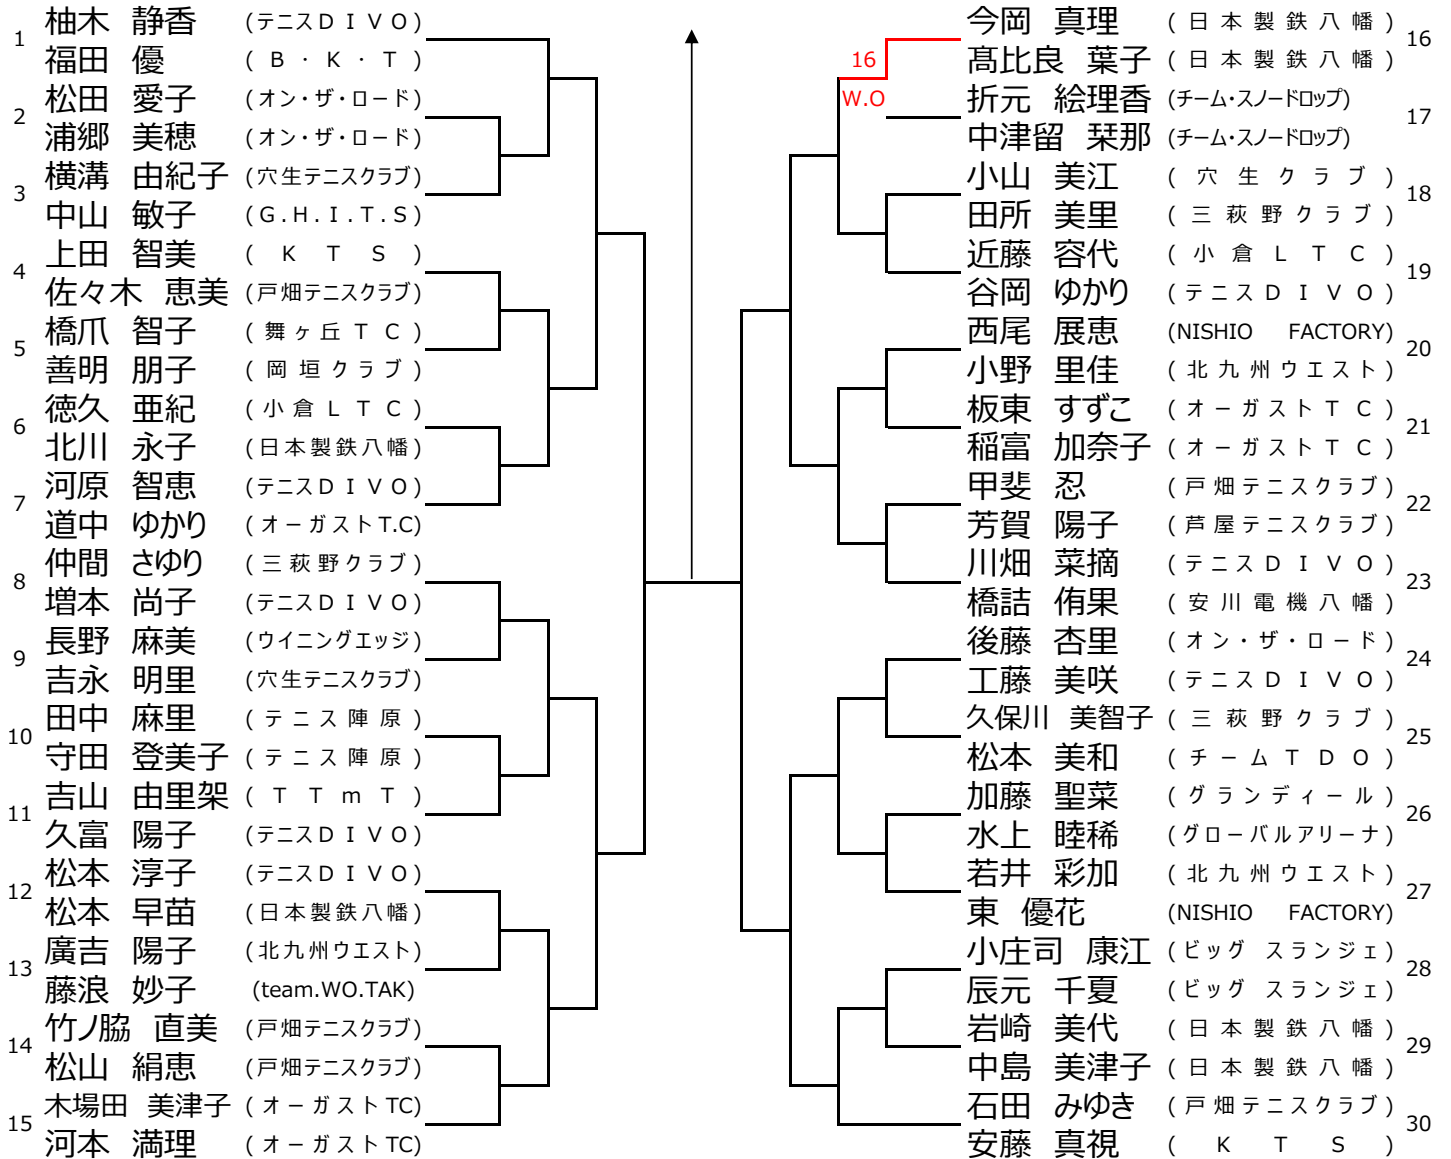 1 柚木 静香 (テニスＤＩＶＯ)
福田 優 (Ｂ・Ｋ・Ｔ)
2 松田 愛子 (オン・ザ・ロード)
浦郷 美穂 (オン・ザ・ロード)
3 横溝 由紀子 (穴生テニスクラブ)
中山 敏子 (Ｇ.Ｈ.Ｉ.Ｔ.Ｓ)
4 上田 智美 (ＫＴＳ)
佐々木 恵美 (戸畑テニスクラブ)
5 橋爪 智子 (舞ヶ丘ＴＣ)
善明 朋子 (岡垣クラブ)
6 徳久 亜紀 (小倉ＬＴＣ)
北川 永子 (日本製鉄八幡)
7 河原 智恵 (テニスＤＩＶＯ)
道中 ゆかり (オーガストT.C)
8 仲間 さゆり (三萩野クラブ)
増本 尚子 (テニスＤＩＶＯ)
9 長野 麻美 (ウイニングエッジ)
吉永 明里 (穴生テニスクラブ)
10 田中 麻里 (テニス陣原)
守田 登美子 (テニス陣原)
11 吉山 由里架 (ＴＴｍＴ)
久富 陽子 (テニスＤＩＶＯ)
12 松本 淳子 (テニスＤＩＶＯ)
松本 早苗 (日本製鉄八幡)
13 廣吉 陽子 (北九州ウエスト)
藤浪 妙子 (team.WO.TAK)
14 竹ノ脇 直美 (戸畑テニスクラブ)
松山 絹恵 (戸畑テニスクラブ)
15 木場田 美津子 (オーガストTC)
河本 満理 (オーガストTC)
今岡 真理 (日本製鉄八幡) 16
16
髙比良 葉子 (日本製鉄八幡)
W.O
折元 絵理香 (チーム・スノードロップ) 17
中津留 栞那 (チーム・スノードロップ)
小山 美江 (穴生クラブ) 18
田所 美里 (三萩野クラブ)
近藤 容代 (小倉ＬＴＣ) 19
谷岡 ゆかり (テニスＤＩＶＯ)
西尾 展恵 (NISHIO FACTORY) 20
小野 里佳 (北九州ウエスト)
板東 すずこ (オーガストＴＣ) 21
稲富 加奈子 (オーガストＴＣ)
甲斐 忍 (戸畑テニスクラブ) 22
芳賀 陽子 (芦屋テニスクラブ)
川畑 菜摘 (テニスＤＩＶＯ) 23
橋詰 侑果 (安川電機八幡)
後藤 杏里 (オン・ザ・ロード) 24
工藤 美咲 (テニスＤＩＶＯ)
久保川 美智子 (三萩野クラブ) 25
松本 美和 (チームＴＤＯ)
加藤 聖菜 (グランディール) 26
水上 睦稀 (グローバルアリーナ)
若井 彩加 (北九州ウエスト) 27
東 優花 (NISHIO FACTORY)
小庄司 康江 (ビッグ スランジェ) 28
辰元 千夏 (ビッグ スランジェ)
岩崎 美代 (日本製鉄八幡) 29
中島 美津子 (日本製鉄八幡)
石田 みゆき (戸畑テニスクラブ) 30
安藤 真視 (ＫＴＳ)